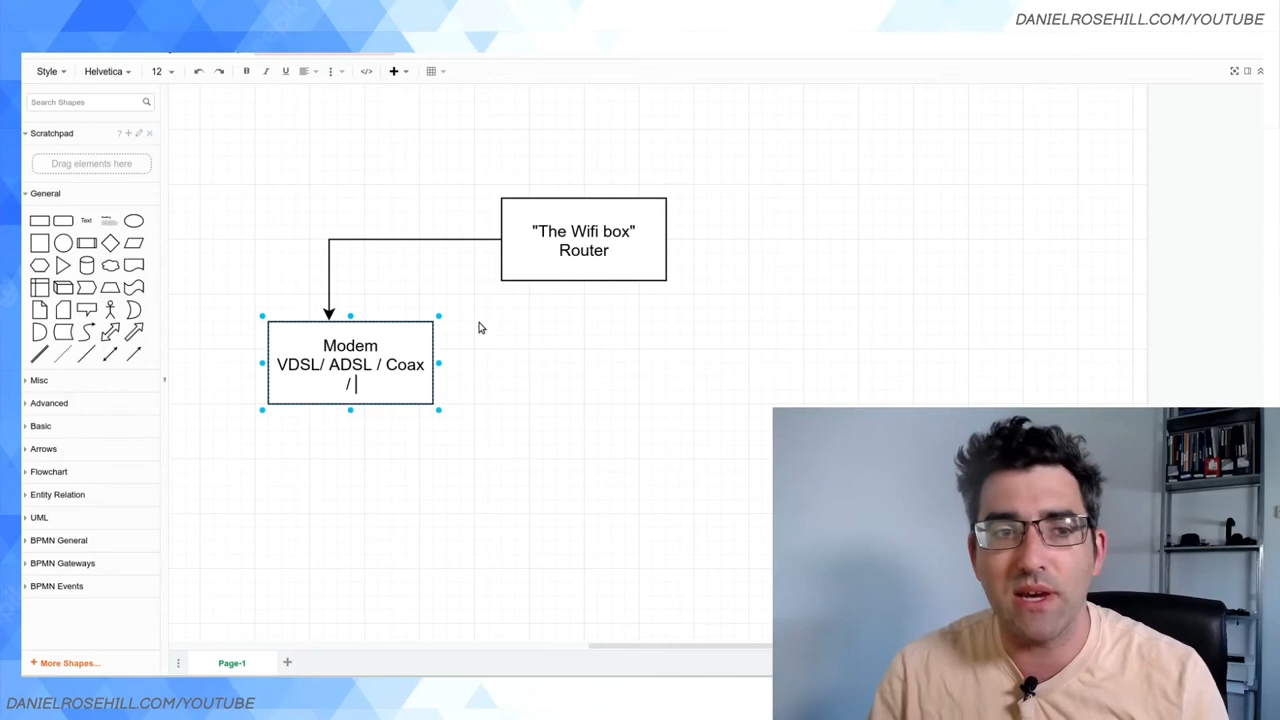 DANIELROSEHILL.COM/YOUTUBE
Style Helvetica 12 B I U
Search Shapes
Scratchpad ?
Drag elements here
General
Text
Misc
Advanced
Basic
Arrows
Flowchart
Entity Relation
UML
BPMN General
BPMN Gateways
BPMN Events
+ More Shapes...
"The Wifi box"
Router
Modem
VDSL/ ADSL / Coax
/
Page-1
DANIELROSEHILL.COM/YOUTUBE